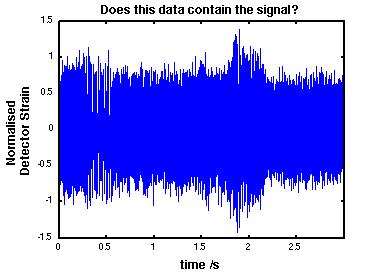 Does this data contain the signal?
1.5
1
0.5
0
-0.5
-1
-1.5
Normalised
Detector Strain
0 0.5 1 1.5 2 2.5
time /s